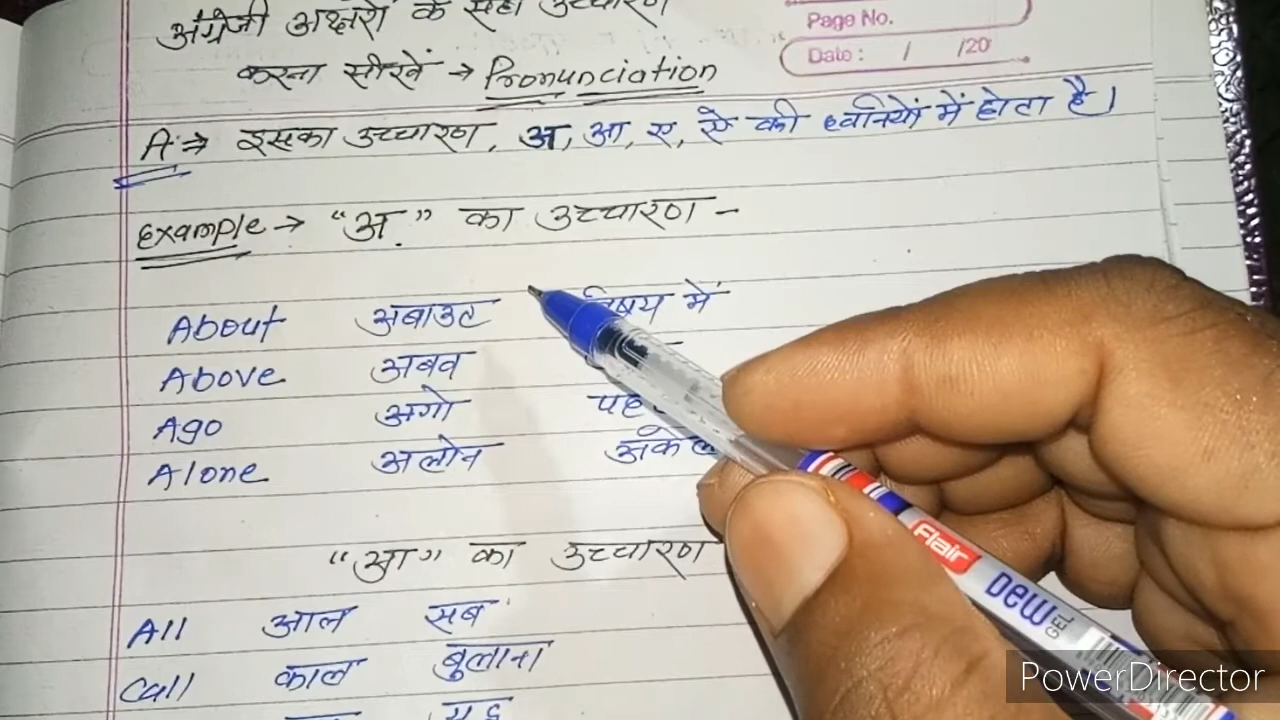 अंग्रेजी अक्षरों के सही उच्चारण
करना सीखें → Pronunciation
Page No.
Date : / /20
A ⇒ इसका उच्चारण, अ, आ, ए, ऐ की ध्वनियों में होता है।
Example → "अ" का उच्चारण -
About अबाउट विषय में
Above अबव
Ago अगो
Alone अलोन
"आ" का उच्चारण
All आल सब
Call काल बुलाना
Flair
DEW GEL
PowerDirector